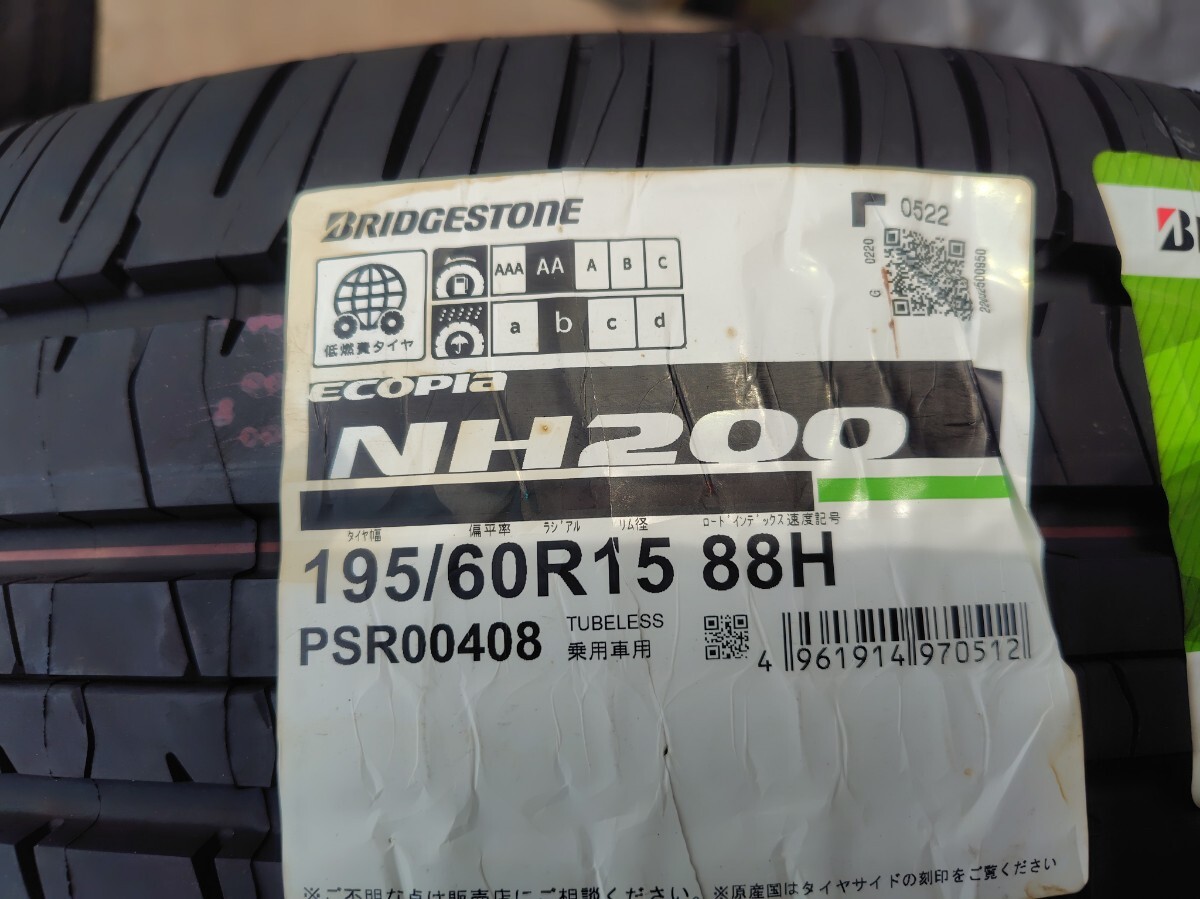 BRIDGESTONE
0522
0220
G
低燃費タイヤ
AAA AA A B C
a b c d
ECOPIA
NH200
タイヤ幅 偏平率 ラジアル リム径 ロードインデックス 速度記号
195/60R15 88H
PSR00408
TUBELESS
乗用車用
4 961914 970512
※ご不明な点は販売店にご相談ください。※原産国はタイヤサイドの刻印をご覧ください